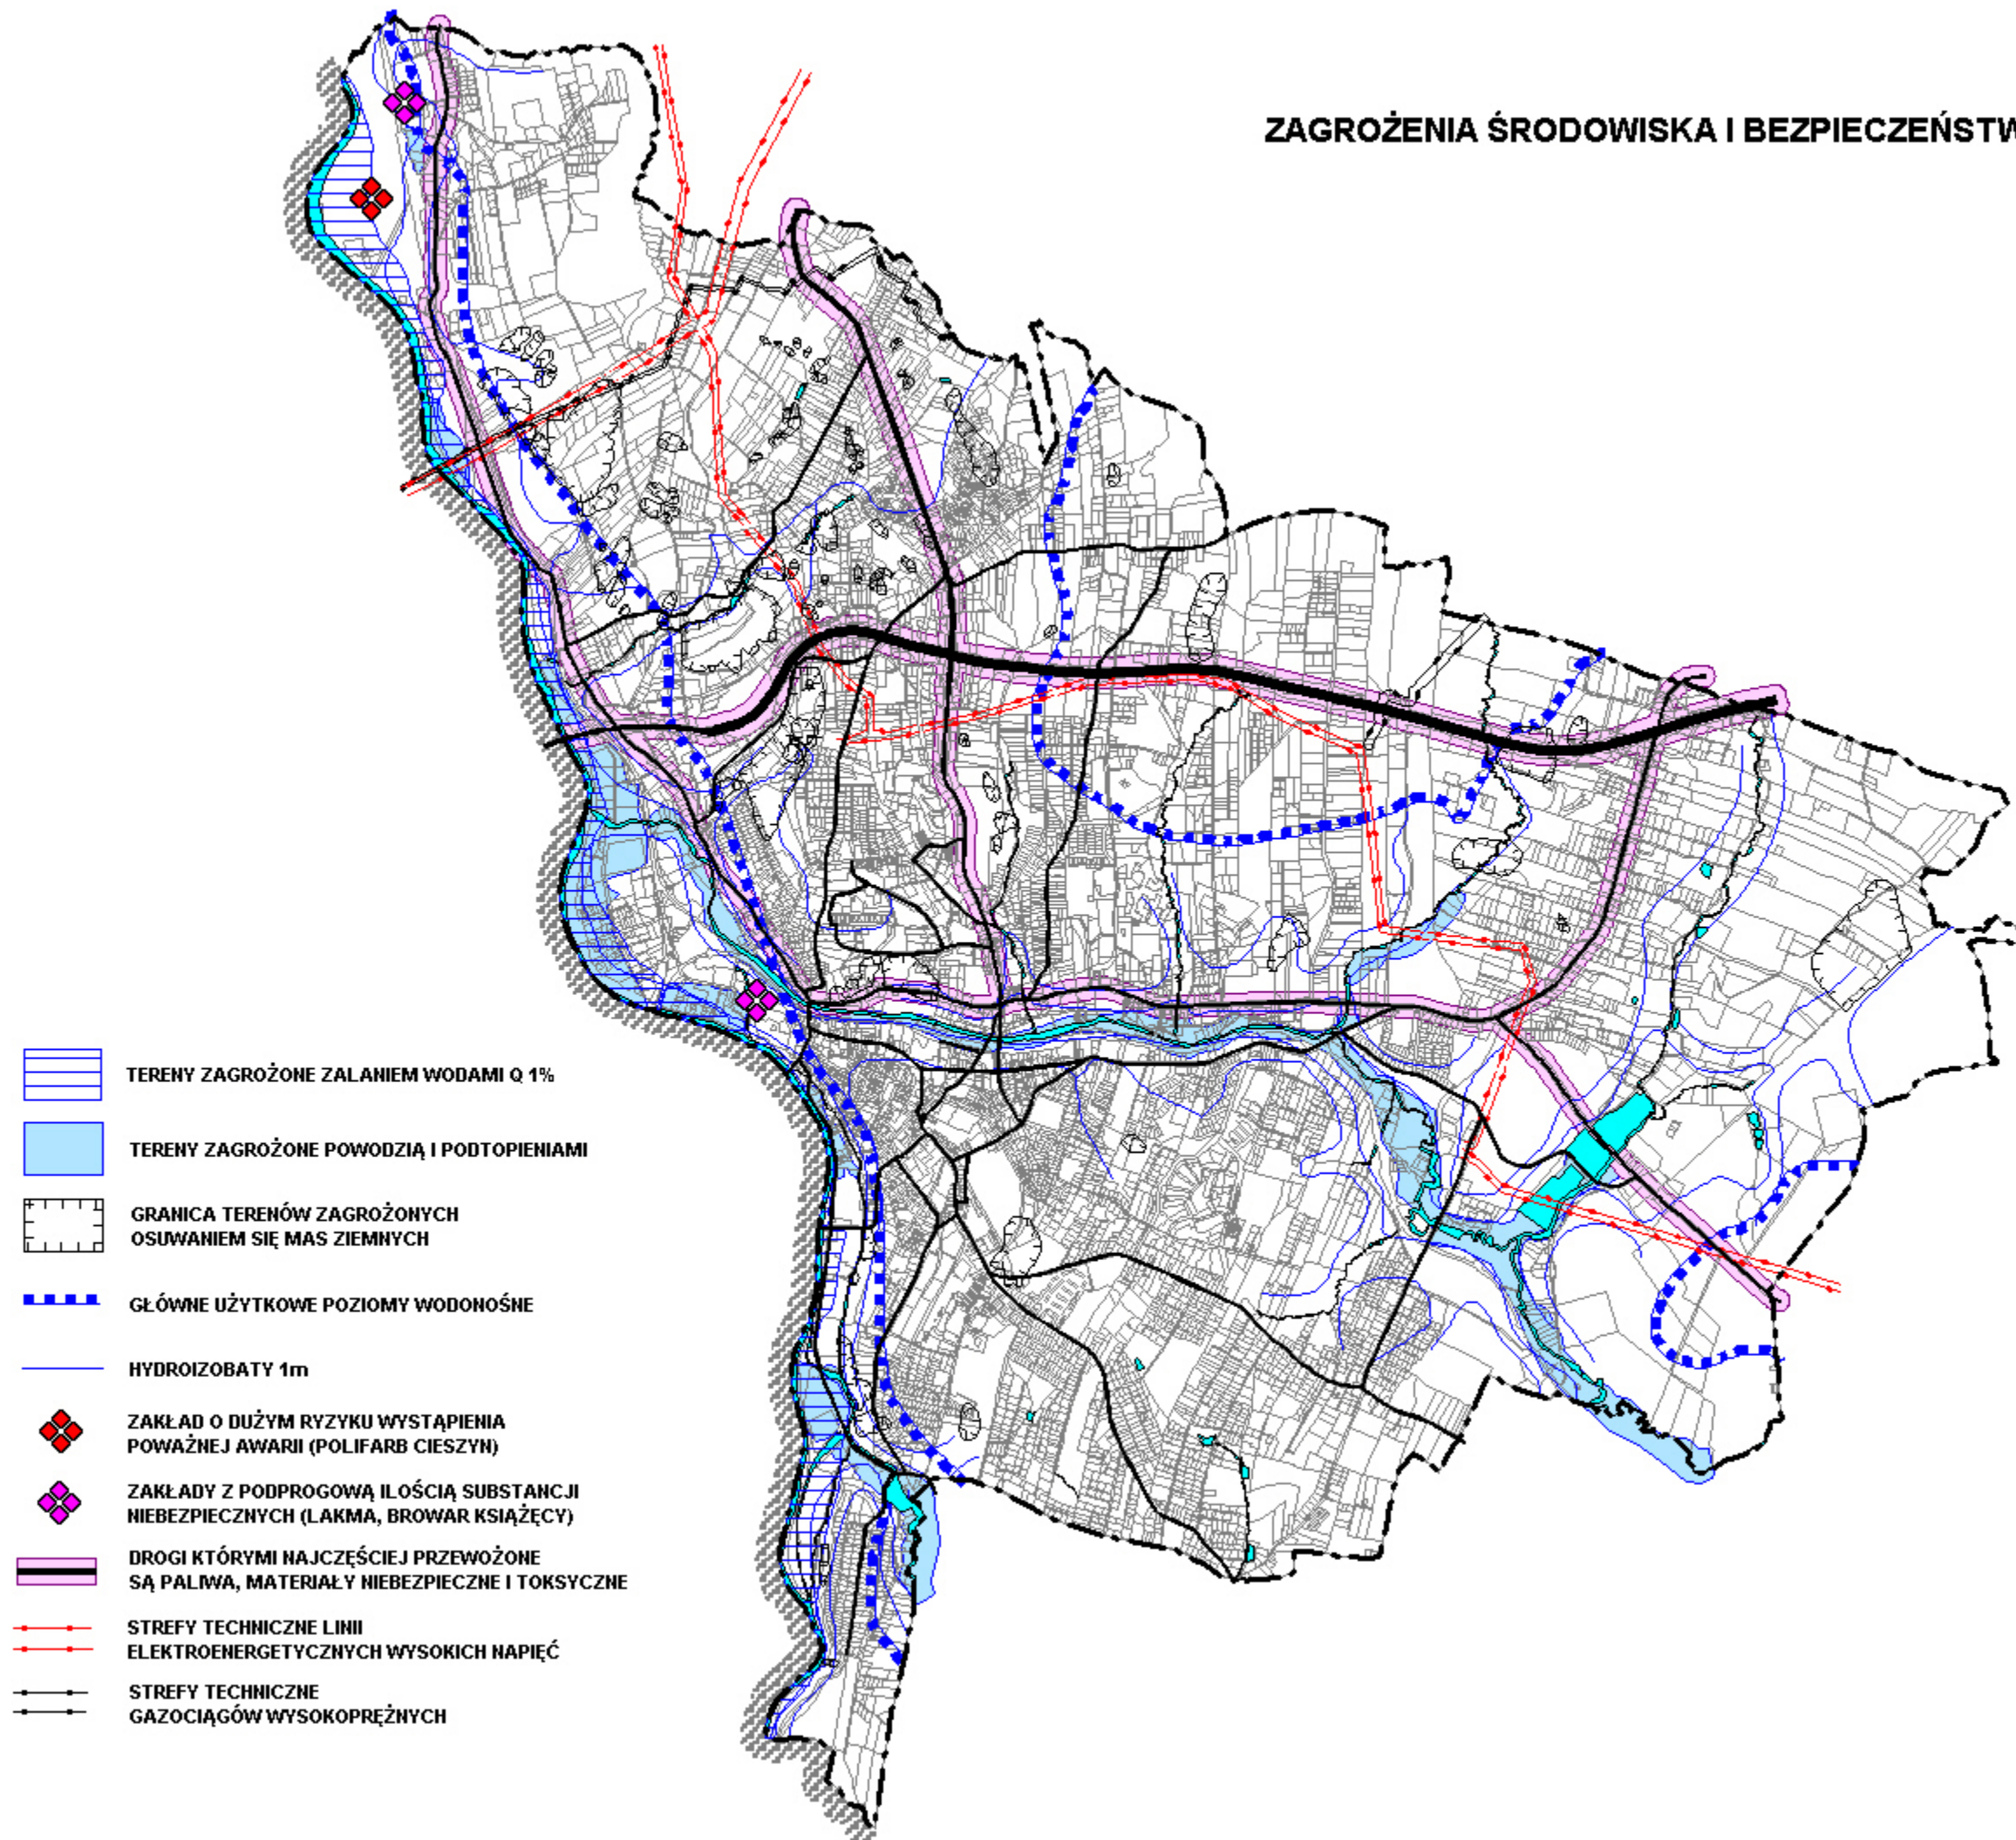 ZAGROŻENIA ŚRODOWISKA I BEZPIECZEŃSTW
TERENY ZAGROŻONE ZALANIEM WODAMI Q 1%
TERENY ZAGROŻONE POWODZIĄ I PODTOPIENIAMI
GRANICA TERENÓW ZAGROŻONYCH
OSUWANIEM SIĘ MAS ZIEMNYCH
GŁÓWNE UŻYTKOWE POZIOMY WODONOŚNE
HYDROIZOBATY 1m
ZAKŁAD O DUŻYM RYZYKU WYSTĄPIENIA
POWAŻNEJ AWARII (POLIFARB CIESZYN)
ZAKŁADY Z PODPROGOWĄ ILOŚCIĄ SUBSTANCJI
NIEBEZPIECZNYCH (LAKMA, BROWAR KSIĄŻĘCY)
DROGI KTÓRYMI NAJCZĘŚCIEJ PRZEWOŻONE
SĄ PALIWA, MATERIAŁY NIEBEZPIECZNE I TOKSYCZNE
STREFY TECHNICZNE LINII
ELEKTROENERGETYCZNYCH WYSOKICH NAPIĘĆ
STREFY TECHNICZNE
GAZOCIĄGÓW WYSOKOPRĘŻNYCH